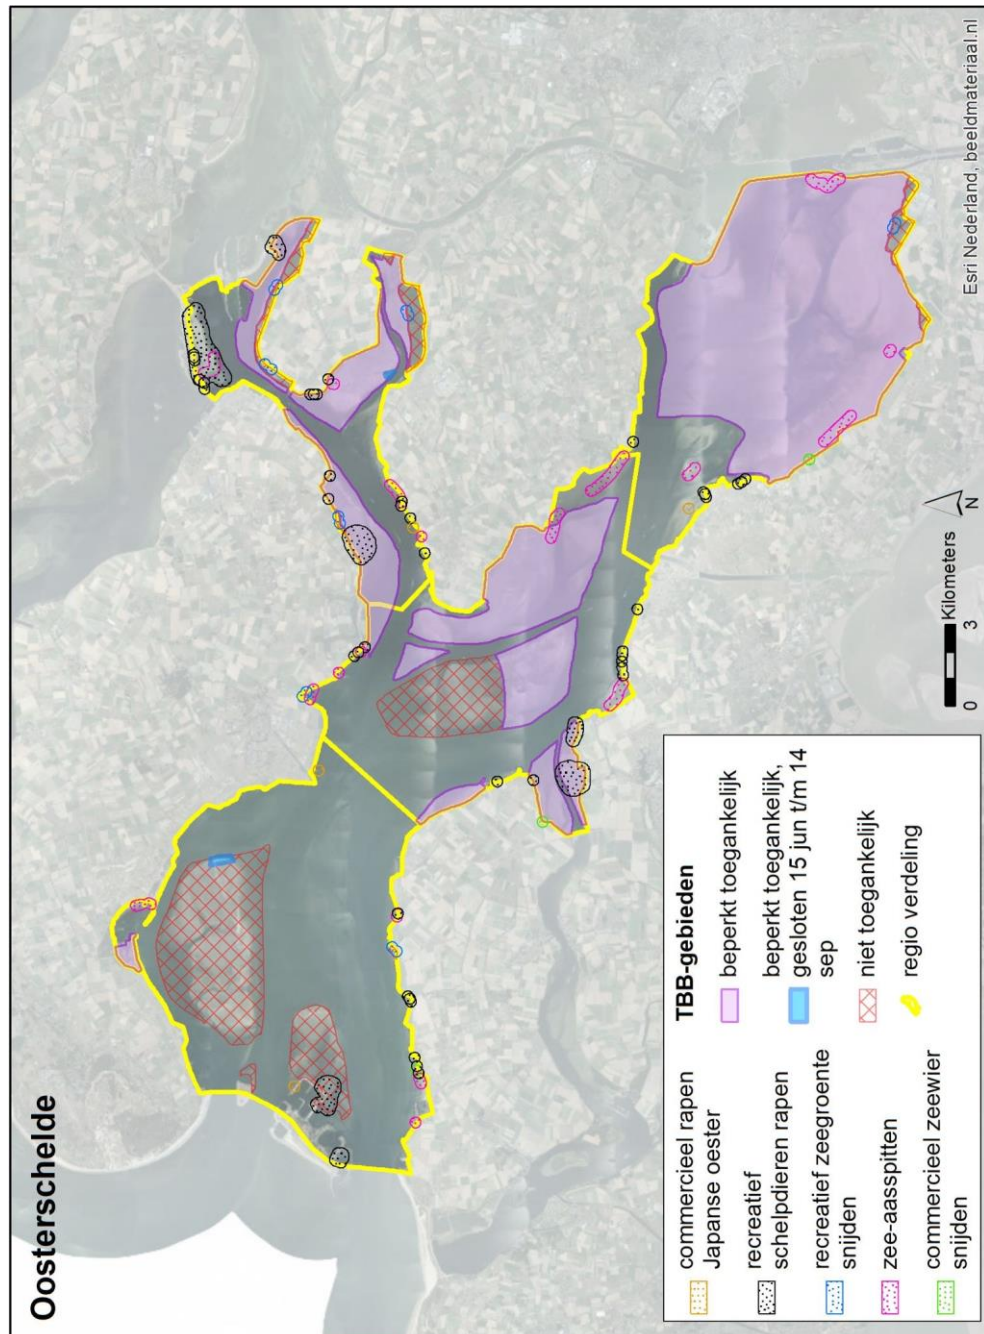 Oosterschelde
commercieel rapen
Japanse oester
recreatief
schelpdieren rapen
recreatief zeegroente
snijden
zee-aasspitten
commercieel zeewier
snijden
TBB-gebieden
beperkt toegankelijk
beperkt toegankelijk,
gesloten 15 jun t/m 14
sep
niet toegankelijk
regio verdeling
0 3
Kilometers
N
Esri Nederland, beeldmateriaal.nl